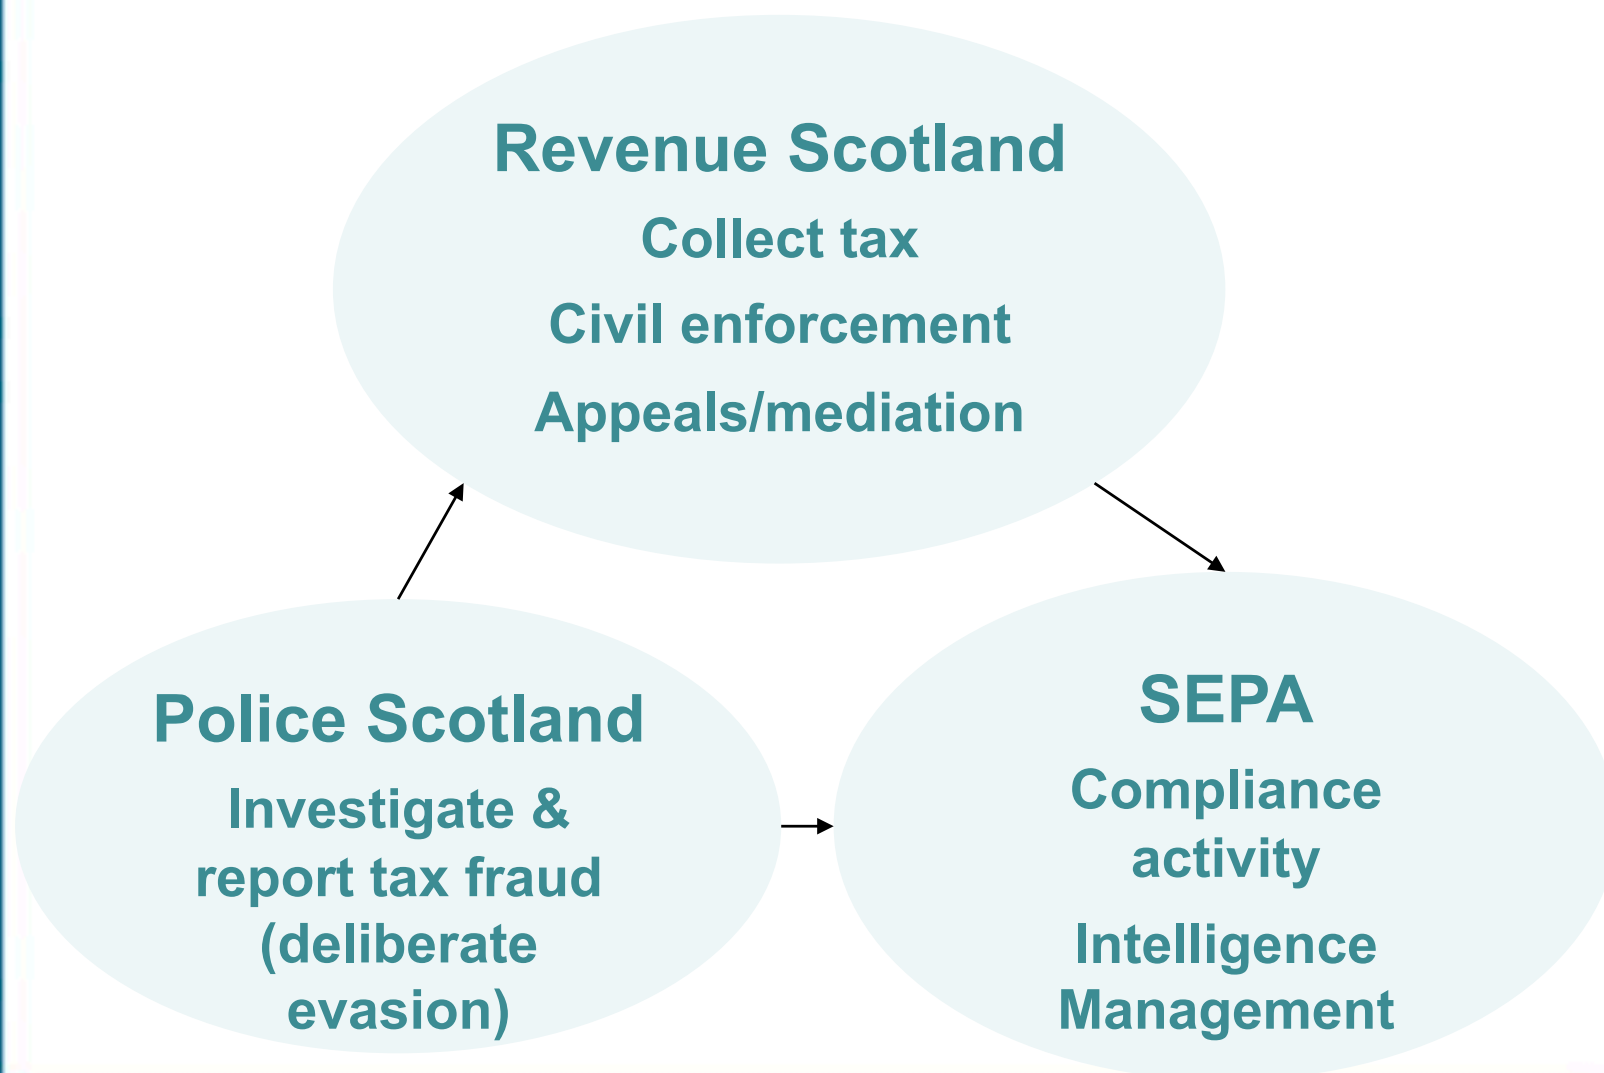 Revenue Scotland
Collect tax
Civil enforcement
Appeals/mediation
Police Scotland
Investigate &
report tax fraud
(deliberate
evasion)
SEPA
Compliance
activity
Intelligence
Management